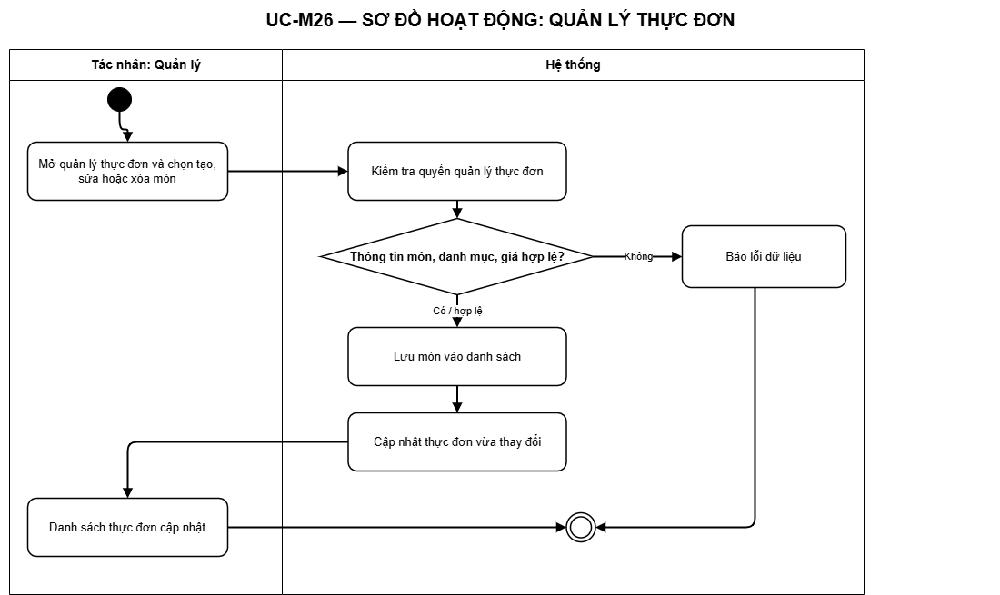 UC-M26 — SƠ ĐỒ HOẠT ĐỘNG: QUẢN LÝ THỰC ĐƠN
Tác nhân: Quản lý
Hệ thống
Mở quản lý thực đơn và chọn tạo,
sửa hoặc xóa món
Kiểm tra quyền quản lý thực đơn
Thông tin món, danh mục, giá hợp lệ?
Không
Báo lỗi dữ liệu
Có / hợp lệ
Lưu món vào danh sách
Cập nhật thực đơn vừa thay đổi
Danh sách thực đơn cập nhật